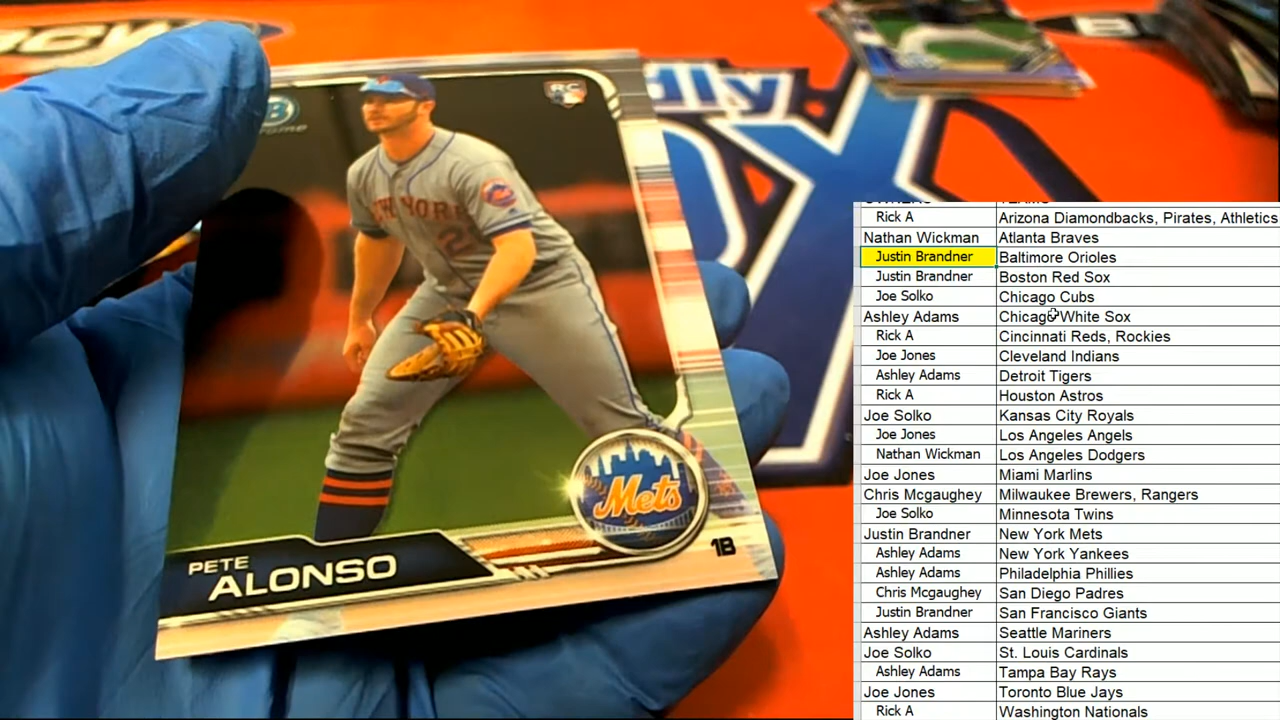 RC
NEW YORK
Mets
1B
PETE
ALONSO
Rick A Arizona Diamondbacks, Pirates, Athletics
Nathan Wickman Atlanta Braves
Justin Brandner Baltimore Orioles
Justin Brandner Boston Red Sox
Joe Solko Chicago Cubs
Ashley Adams Chicago White Sox
Rick A Cincinnati Reds, Rockies
Joe Jones Cleveland Indians
Ashley Adams Detroit Tigers
Rick A Houston Astros
Joe Solko Kansas City Royals
Joe Jones Los Angeles Angels
Nathan Wickman Los Angeles Dodgers
Joe Jones Miami Marlins
Chris Mcgaughey Milwaukee Brewers, Rangers
Joe Solko Minnesota Twins
Justin Brandner New York Mets
Ashley Adams New York Yankees
Ashley Adams Philadelphia Phillies
Chris Mcgaughey San Diego Padres
Justin Brandner San Francisco Giants
Ashley Adams Seattle Mariners
Joe Solko St. Louis Cardinals
Ashley Adams Tampa Bay Rays
Joe Jones Toronto Blue Jays
Rick A Washington Nationals